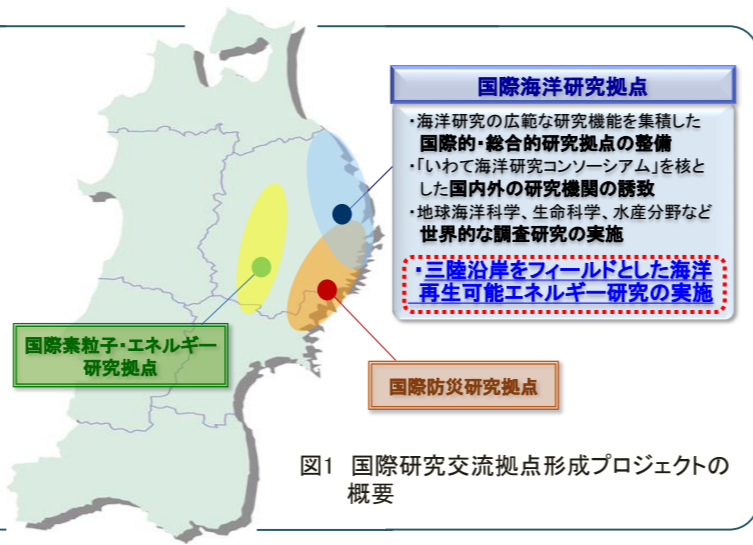 国際海洋研究拠点
・海洋研究の広範な研究機能を集積した
国際的・総合的研究拠点の整備
・「いわて海洋研究コンソーシアム」を核と
した国内外の研究機関の誘致
・地球海洋科学、生命科学、水産分野など
世界的な調査研究の実施
・三陸沿岸をフィールドとした海洋
再生可能エネルギー研究の実施
国際素粒子・エネルギー
研究拠点
国際防災研究拠点
図1 国際研究交流拠点形成プロジェクトの
概要